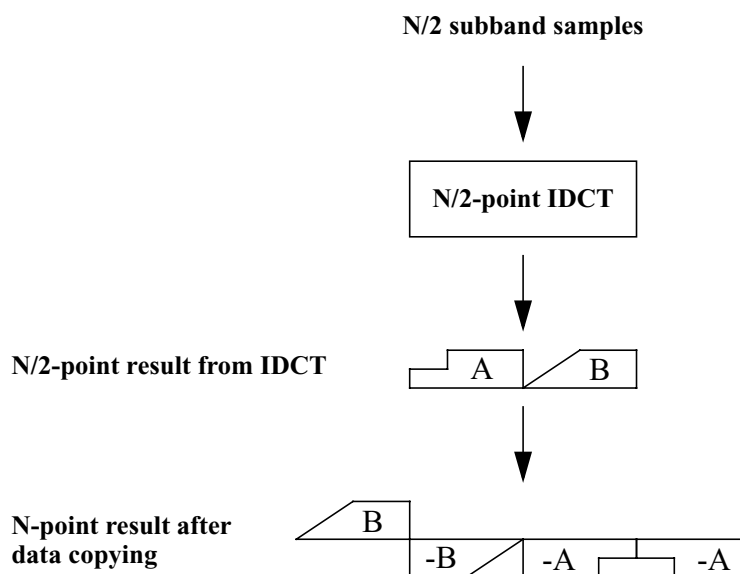 N/2 subband samples
N/2-point IDCT
N/2-point result from IDCT
A
B
N-point result after
data copying
B
-B
-A
-A